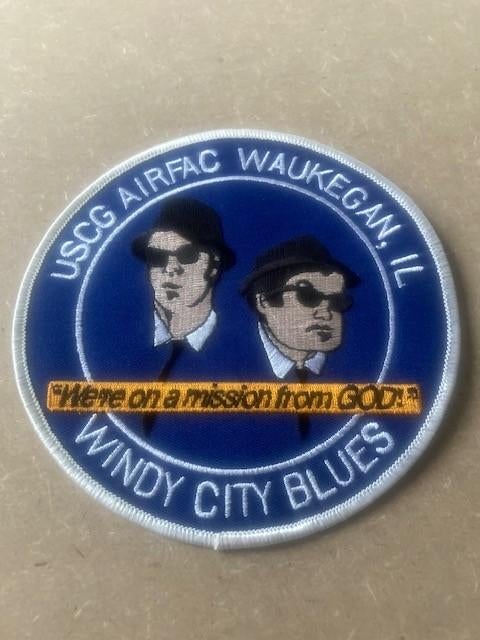 USCG AIRFAC WAUKEGAN, IL
"We're on a mission from GOD!"
WINDY CITY BLUES